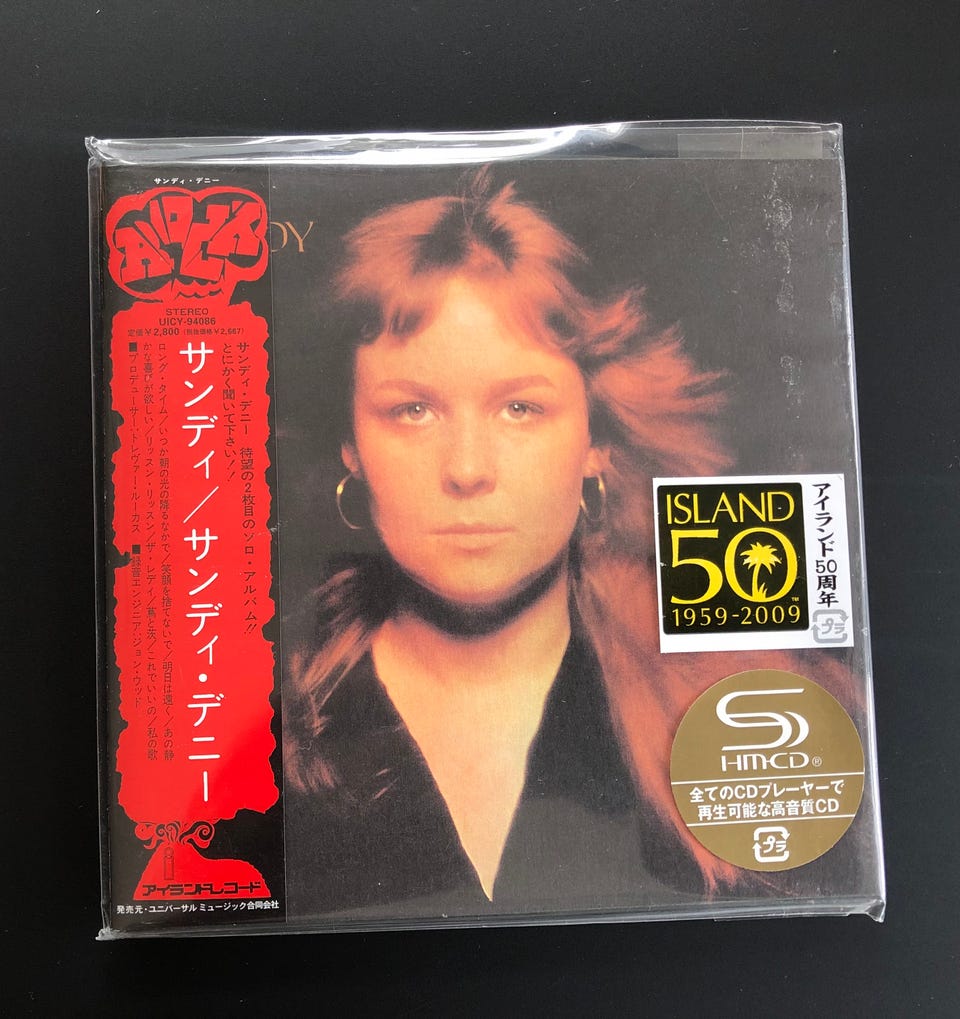 サンディ・デニー
ROCK
DY
STEREO
UICY-94086
定価¥2,800(税抜価格¥2,667)
サンディ・デニー 待望の2枚目のソロ・アルバム!!
とにかく聞いて下さい!!
サンディ/サンディ・デニー
ロング・タイム/いつか朝の光の降るなかで/笑顔を捨てないで/明日は遠く/あの静
かな喜びが欲しい/リッスン・リッスン/ザ・レディ/蔦と茨/これでいいの/私の歌
■プロデューサー:トレヴァー・ルーカス ■録音エンジニア:ジョン・ウッド
アイランドレコード
発売元・ユニバーサル ミュージック合同会社
ISLAND
50
TM
1959-2009
アイランド50周年
プラ
HM-CD®
全てのCDプレーヤーで
再生可能な高音質CD
プラ